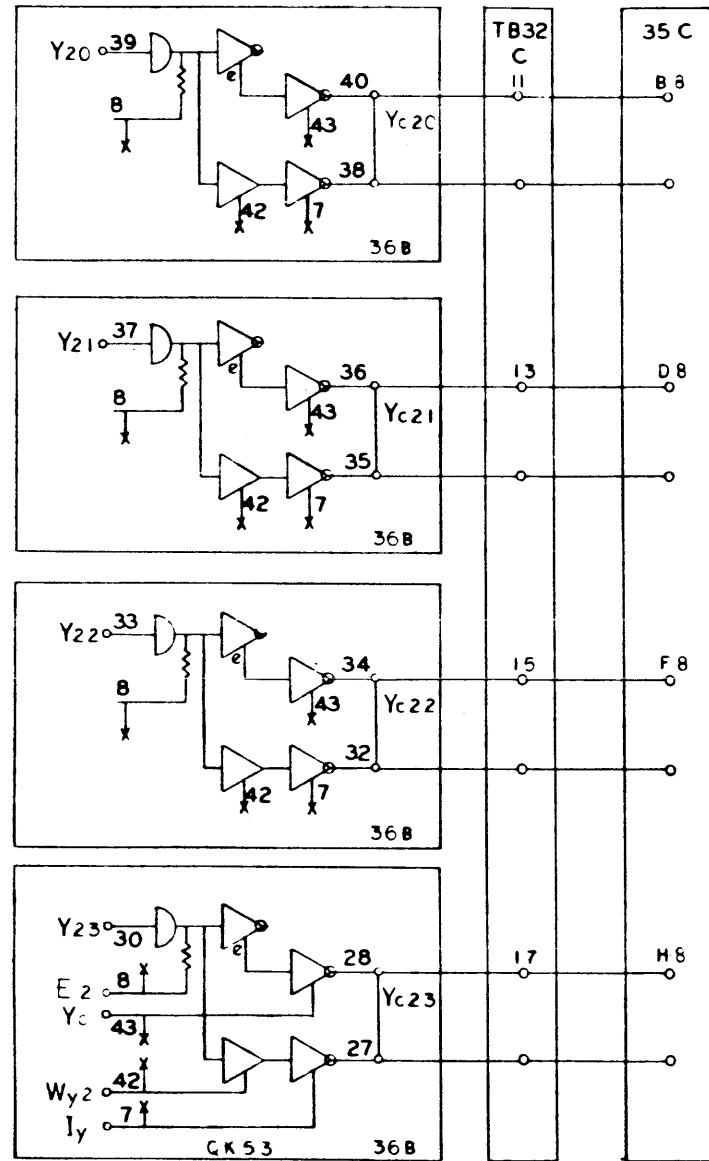 TB32
C
35C
Y20 39
e
8
40
43
Yc20
11
B8
38
42
7
36B
Y21 37
e
8
36
43
Yc21
13
D8
35
42
7
36B
Y22 33
e
8
34
43
Yc22
15
F8
32
42
7
36B
Y23 30
e
E2 8
28
Yc 43
Yc23
17
H8
27
Wy2 42
Iy 7
GK53
36B